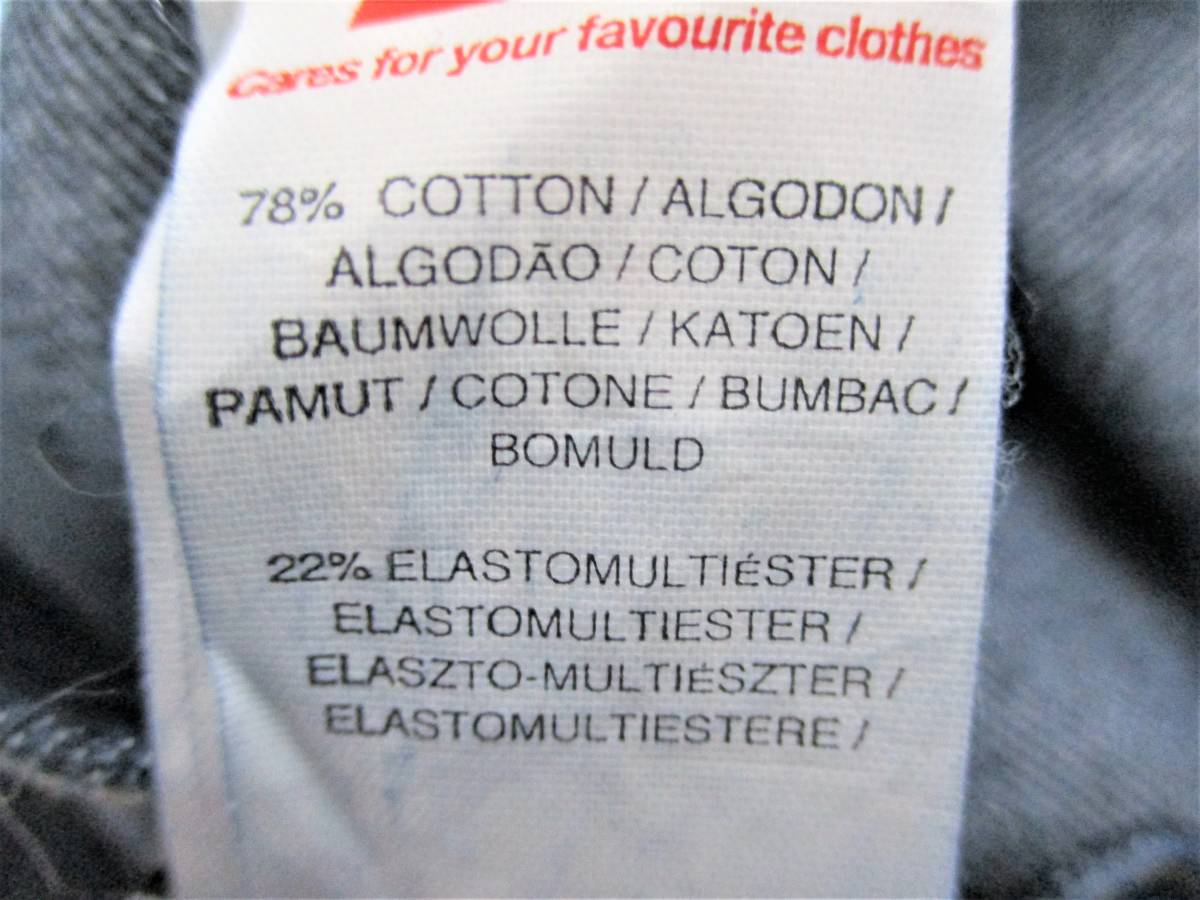 Cares for your favourite clothes
78% COTTON / ALGODON /
ALGODÃO / COTON /
BAUMWOLLE / KATOEN /
PAMUT / COTONE / BUMBAC /
BOMULD
22% ELASTOMULTIÉSTER /
ELASTOMULTIESTER /
ELASZTO-MULTIÉSZTER /
ELASTOMULTIESTERE /